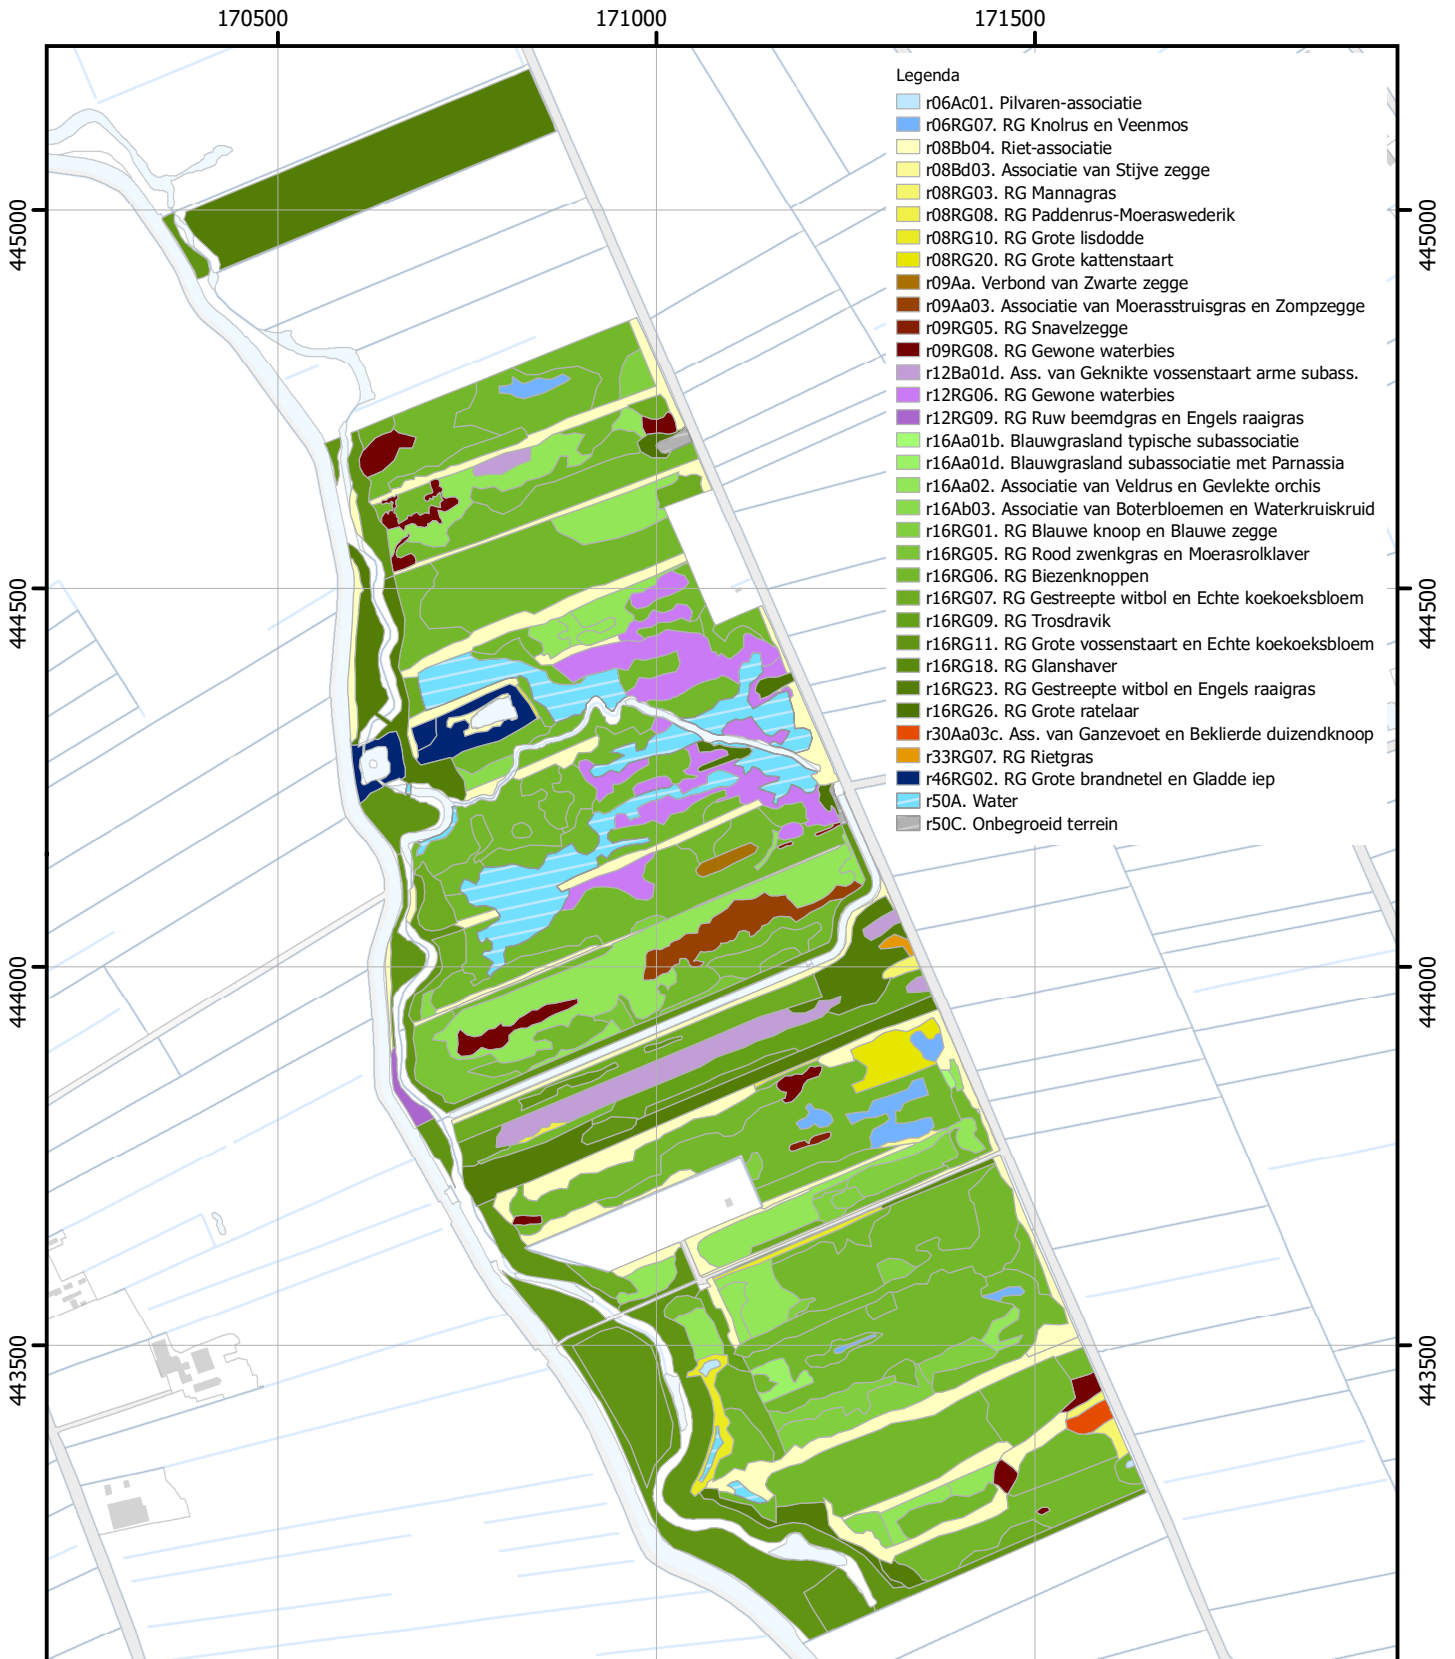 170500 171000 171500
Legenda
r06Ac01. Pilvaren-associatie
r06RG07. RG Knolrus en Veenmos
r08Bb04. Riet-associatie
r08Bd03. Associatie van Stijve zegge
r08RG03. RG Mannagras
r08RG08. RG Paddenrus-Moeraswederik
r08RG10. RG Grote lisdodde
r08RG20. RG Grote kattenstaart
r09Aa. Verbond van Zwarte zegge
r09Aa03. Associatie van Moerasstruisgras en Zompzegge
r09RG05. RG Snavelzegge
r09RG08. RG Gewone waterbies
r12Ba01d. Ass. van Geknikte vossenstaart arme subass.
r12RG06. RG Gewone waterbies
r12RG09. RG Ruw beemdgras en Engels raaigras
r16Aa01b. Blauwgrasland typische subassociatie
r16Aa01d. Blauwgrasland subassociatie met Parnassia
r16Aa02. Associatie van Veldrus en Gevlekte orchis
r16Ab03. Associatie van Boterbloemen en Waterkruiskruid
r16RG01. RG Blauwe knoop en Blauwe zegge
r16RG05. RG Rood zwenkgras en Moerasrolklaver
r16RG06. RG Biezenknoppen
r16RG07. RG Gestreepte witbol en Echte koekoeksbloem
r16RG09. RG Trosdravik
r16RG11. RG Grote vossenstaart en Echte koekoeksbloem
r16RG18. RG Glanshaver
r16RG23. RG Gestreepte witbol en Engels raaigras
r16RG26. RG Grote ratelaar
r30Aa03c. Ass. van Ganzevoet en Beklierde duizendknoop
r33RG07. RG Rietgras
r46RG02. RG Grote brandnetel en Gladde iep
r50A. Water
r50C. Onbegroeid terrein
445000 445000
444500 444500
444000 444000
443500 443500